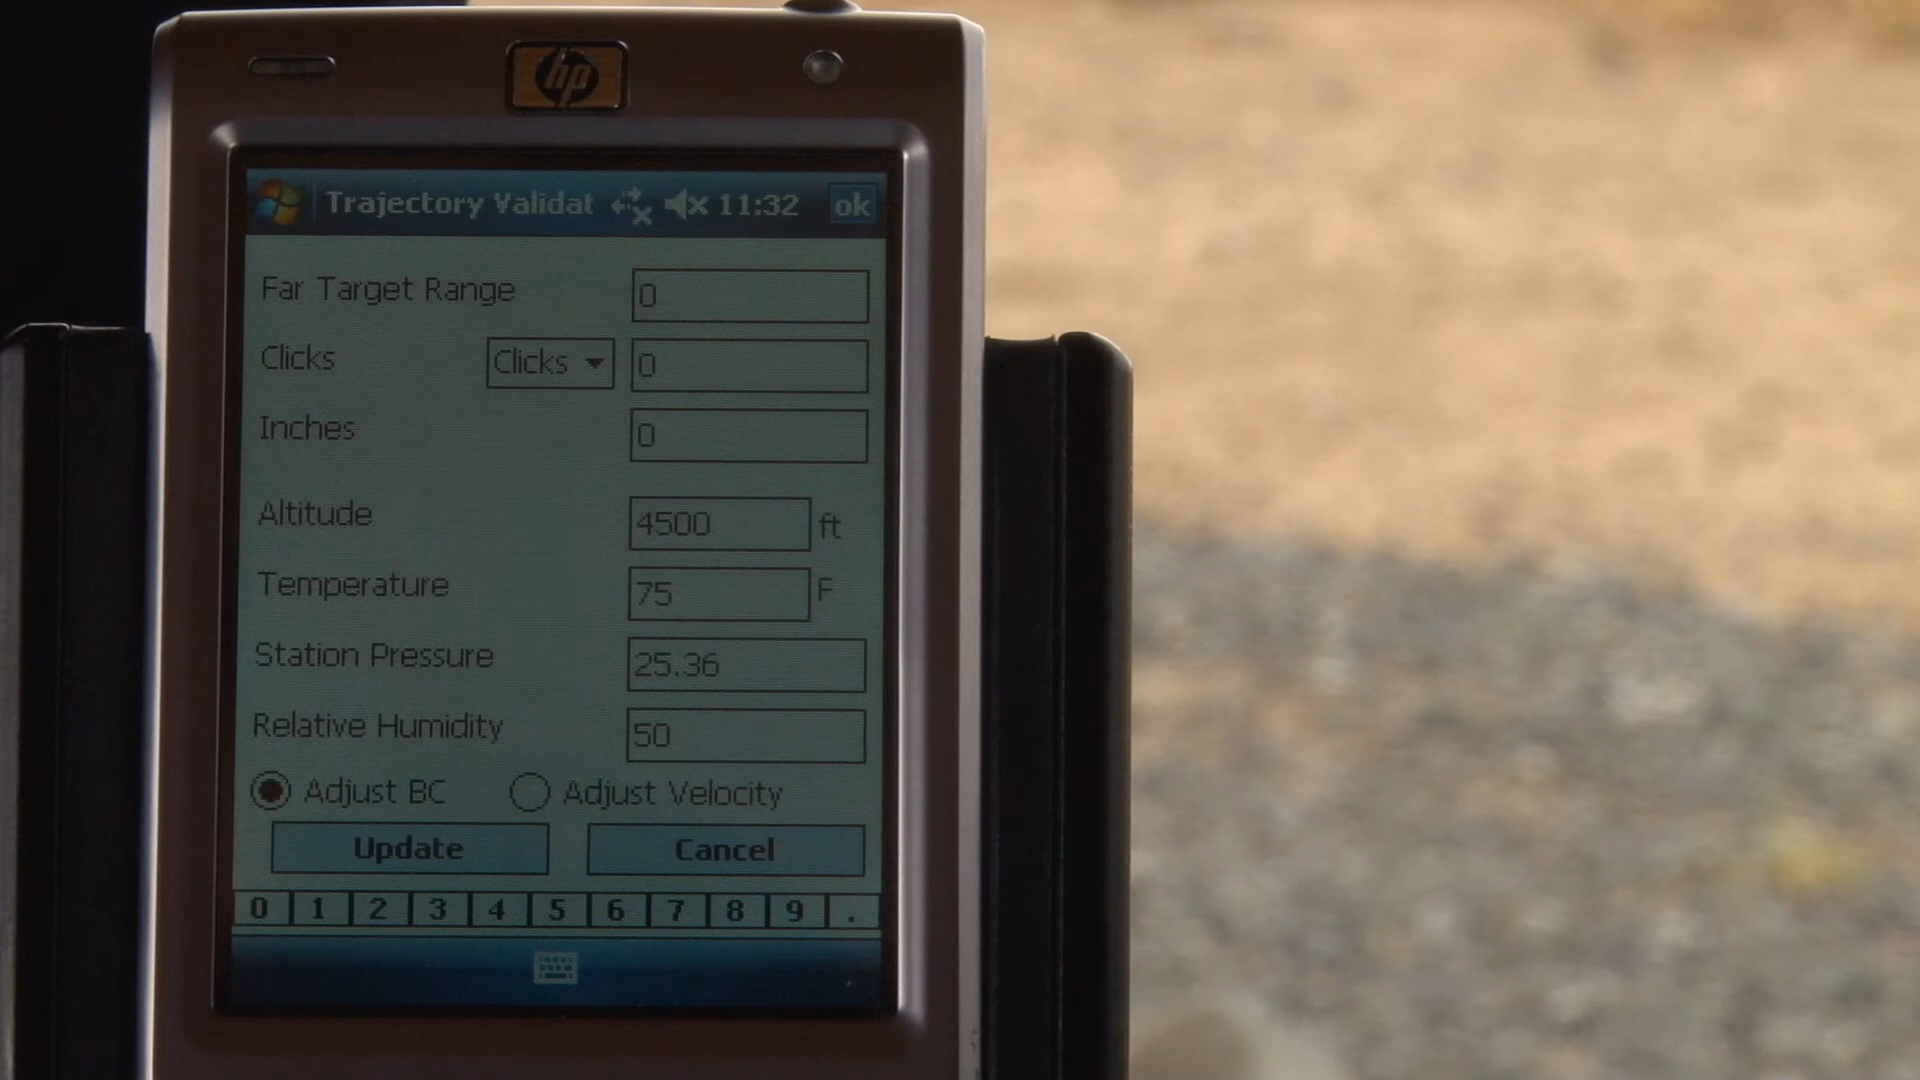 hp
Trajectory Validat 11:32 ok
Far Target Range 0
Clicks Clicks 0
Inches 0
Altitude 4500 ft
Temperature 75 F
Station Pressure 25.36
Relative Humidity 50
Adjust BC Adjust Velocity
Update Cancel
0 1 2 3 4 5 6 7 8 9 .